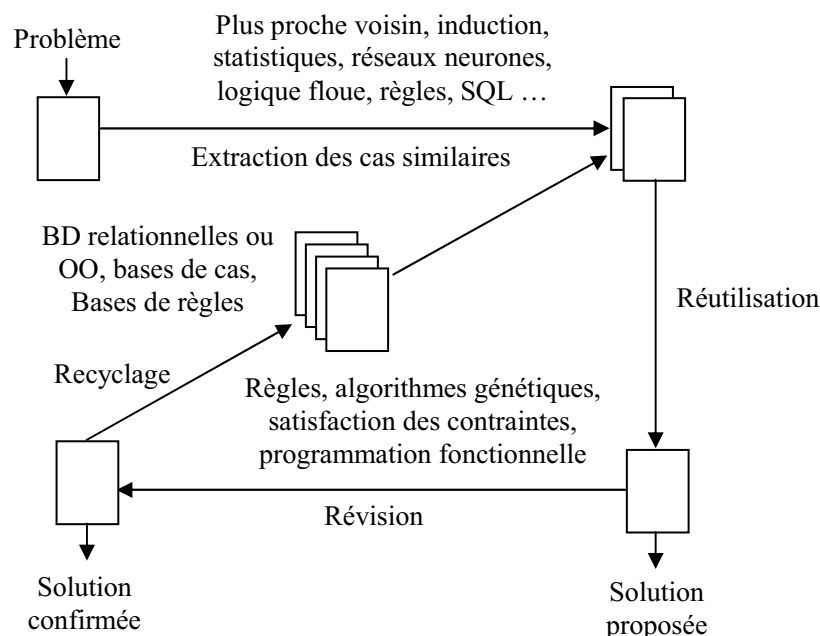 Problème
Plus proche voisin, induction,
statistiques, réseaux neurones,
logique floue, règles, SQL …
Extraction des cas similaires
BD relationnelles ou
OO, bases de cas,
Bases de règles
Réutilisation
Recyclage
Règles, algorithmes génétiques,
satisfaction des contraintes,
programmation fonctionnelle
Révision
Solution
confirmée
Solution
proposée